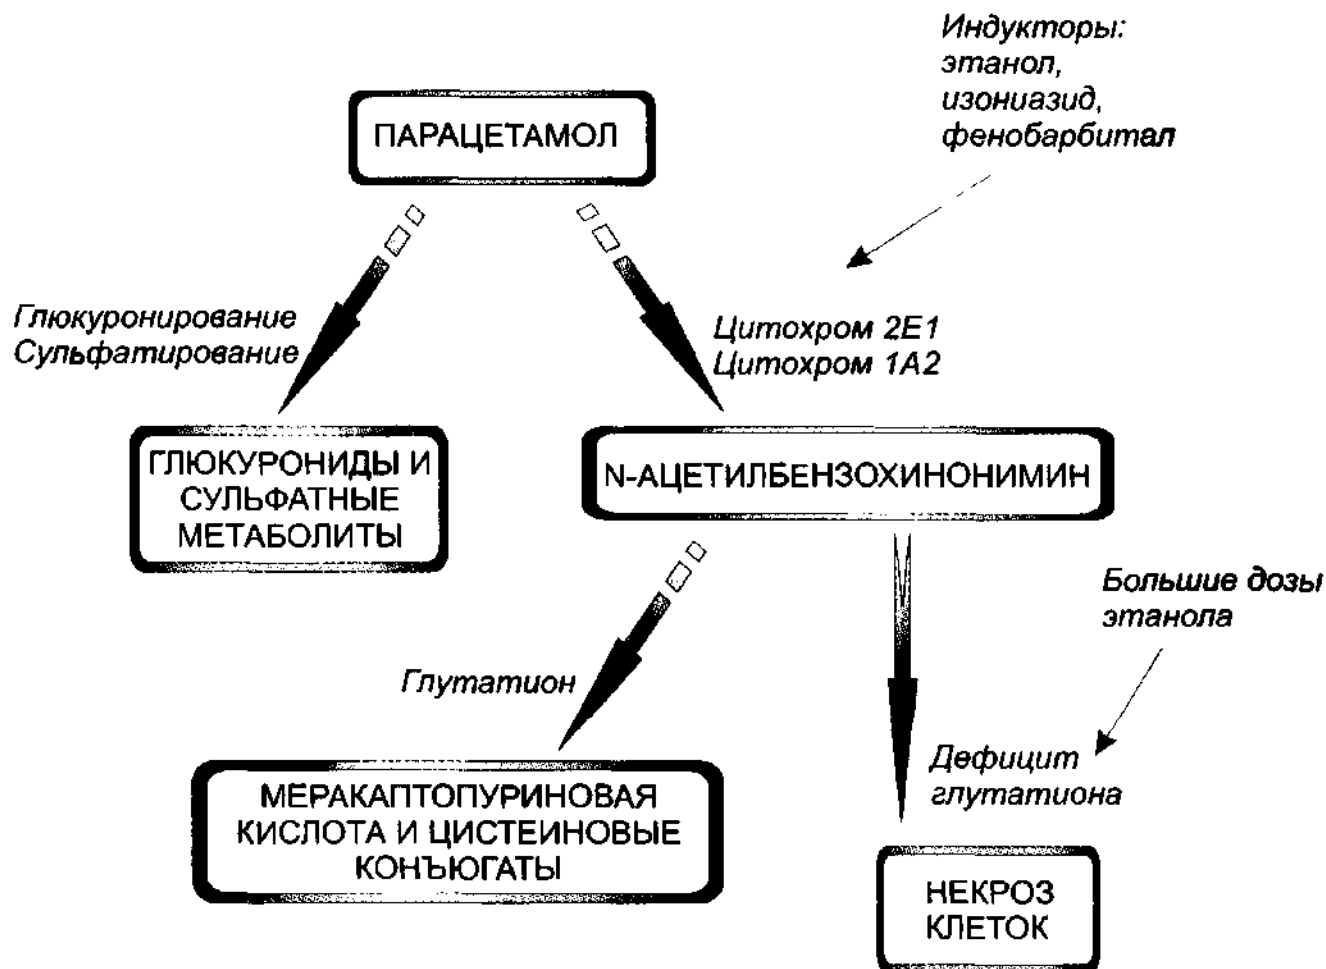 Индукторы:
этанол,
изониазид,
фенобарбитал
ПАРАЦЕТАМОЛ
Глюкуронирование
Сульфатирование
Цитохром 2E1
Цитохром 1A2
ГЛЮКУРОНИДЫ И
СУЛЬФАТНЫЕ
МЕТАБОЛИТЫ
N-АЦЕТИЛБЕНЗОХИНОНИМИН
Большие дозы
этанола
Глутатион
Дефицит
глутатиона
МЕРАКАПТОПУРИНОВАЯ
КИСЛОТА И ЦИСТЕИНОВЫЕ
КОНЪЮГАТЫ
НЕКРОЗ
КЛЕТОК